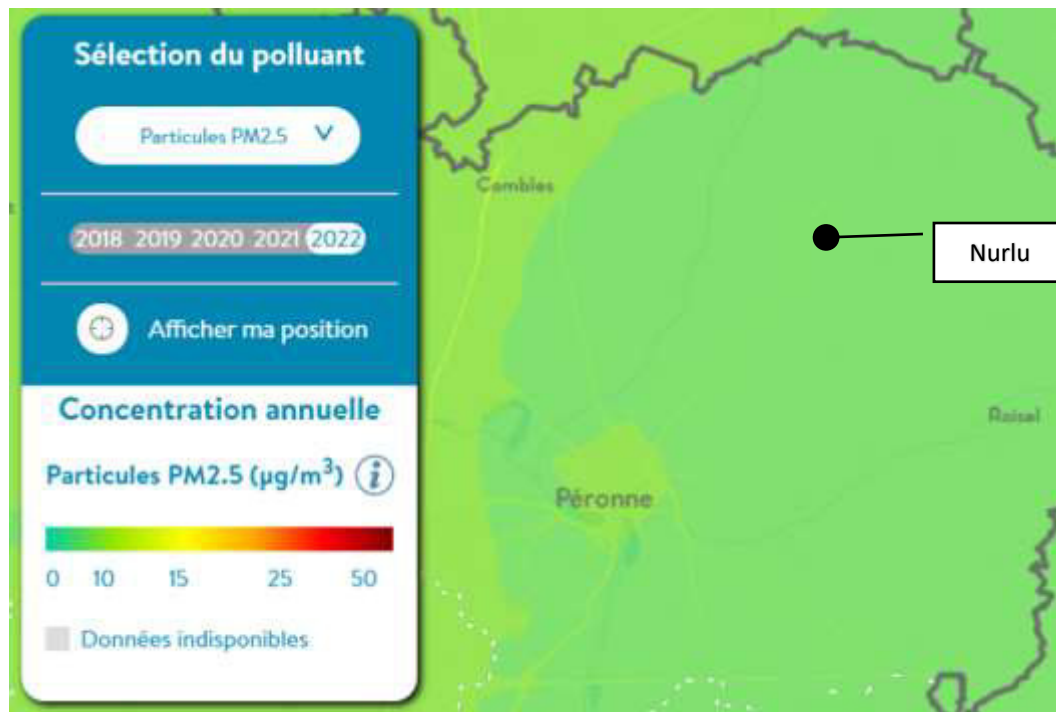 Sélection du polluant
Particules PM2.5
2018 2019 2020 2021 2022
Afficher ma position
Concentration annuelle
Particules PM2.5 (µg/m³) i
0 10 15 25 50
Données indisponibles
Combles
Nurlu
Roisel
Péronne